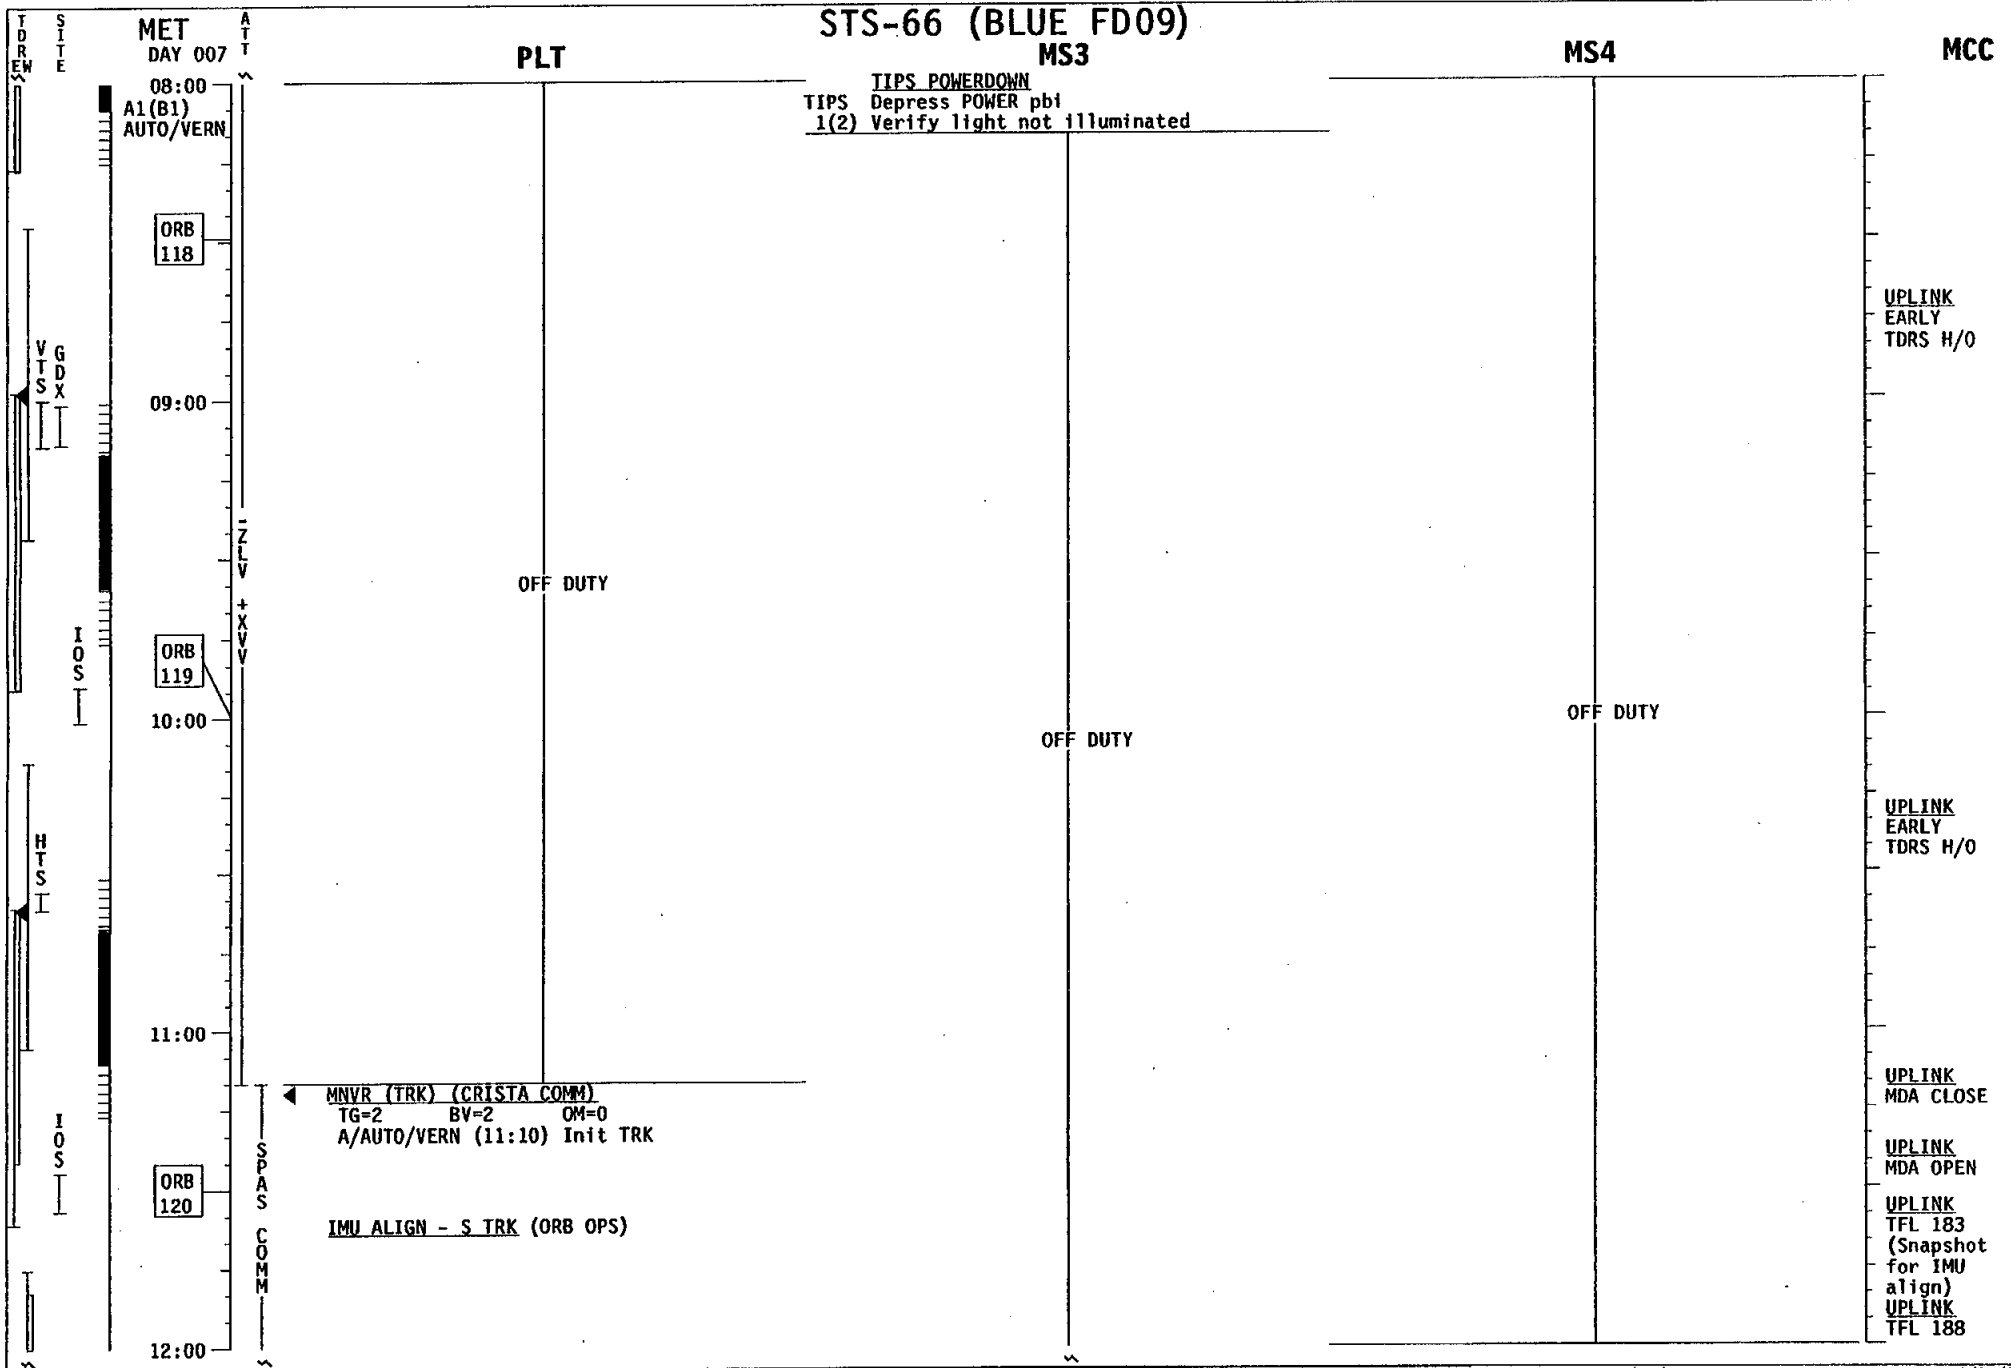 STS-66 (BLUE FD09)
TDRS
EW
SITE
MET
DAY 007
ATT
PLT
MS3
MS4
MCC
08:00
A1(B1)
AUTO/VERN
TIPS POWERDOWN
TIPS Depress POWER pbi
1(2) Verify light not illuminated
ORB
118
UPLINK
EARLY
TDRS H/O
VTS
GDX
09:00
-ZLV +XVV
OFF DUTY
IOS
ORB
119
10:00
OFF DUTY
OFF DUTY
UPLINK
EARLY
TDRS H/O
HTS
11:00
MNVR (TRK) (CRISTA COMM)
TG=2 BV=2 OM=0
A/AUTO/VERN (11:10) Init TRK
UPLINK
MDA CLOSE
IOS
SPAS COMM
UPLINK
MDA OPEN
ORB
120
IMU ALIGN - S TRK (ORB OPS)
UPLINK
TFL 183
(Snapshot
for IMU
align)
UPLINK
TFL 188
12:00